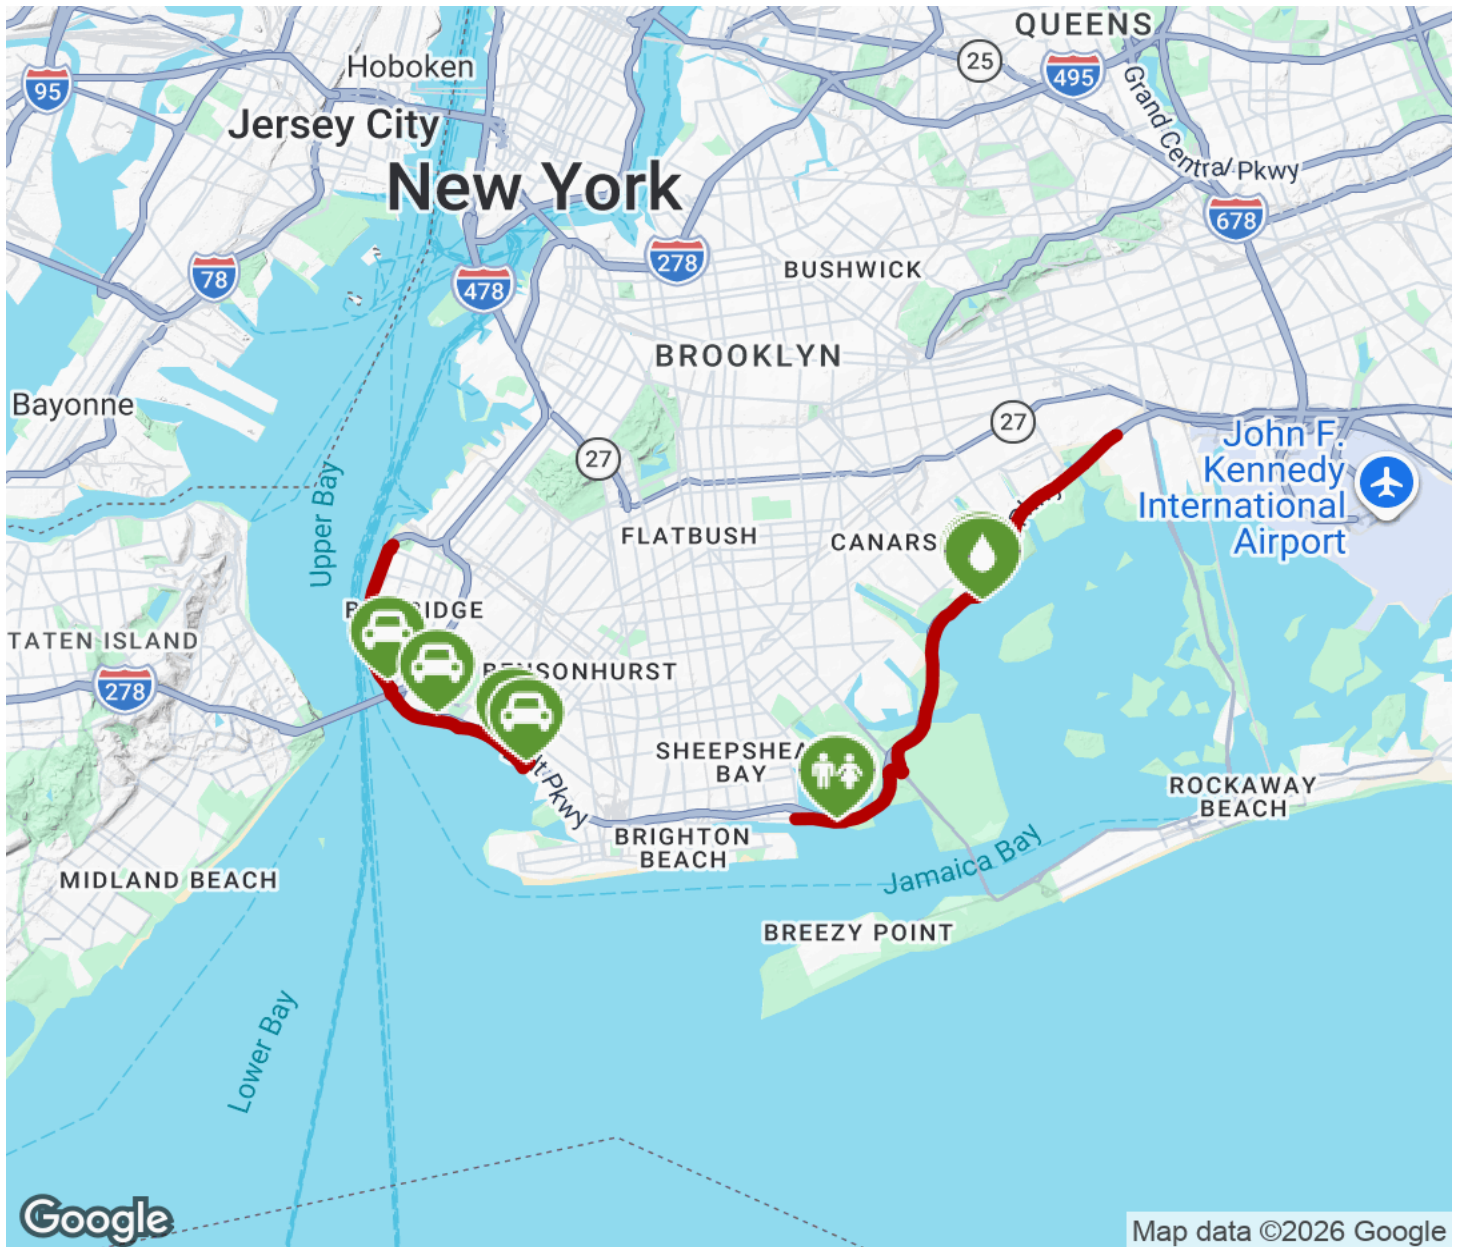 QUEENS
25
495
Hoboken
95
Grand Central Pkwy
Jersey City
New York
678
278
BUSHWICK
78
478
BROOKLYN
Bayonne
27
27
John F.
Kennedy
International
Airport
Upper Bay
FLATBUSH
CANARS
TATEN ISLAND
BENSONHURST
278
SHEEPSHEA
BAY
t Pkwy
ROCKAWAY
BEACH
BRIGHTON
BEACH
Jamaica Bay
MIDLAND BEACH
BREEZY POINT
Lower Bay
Google
Map data ©2026 Google